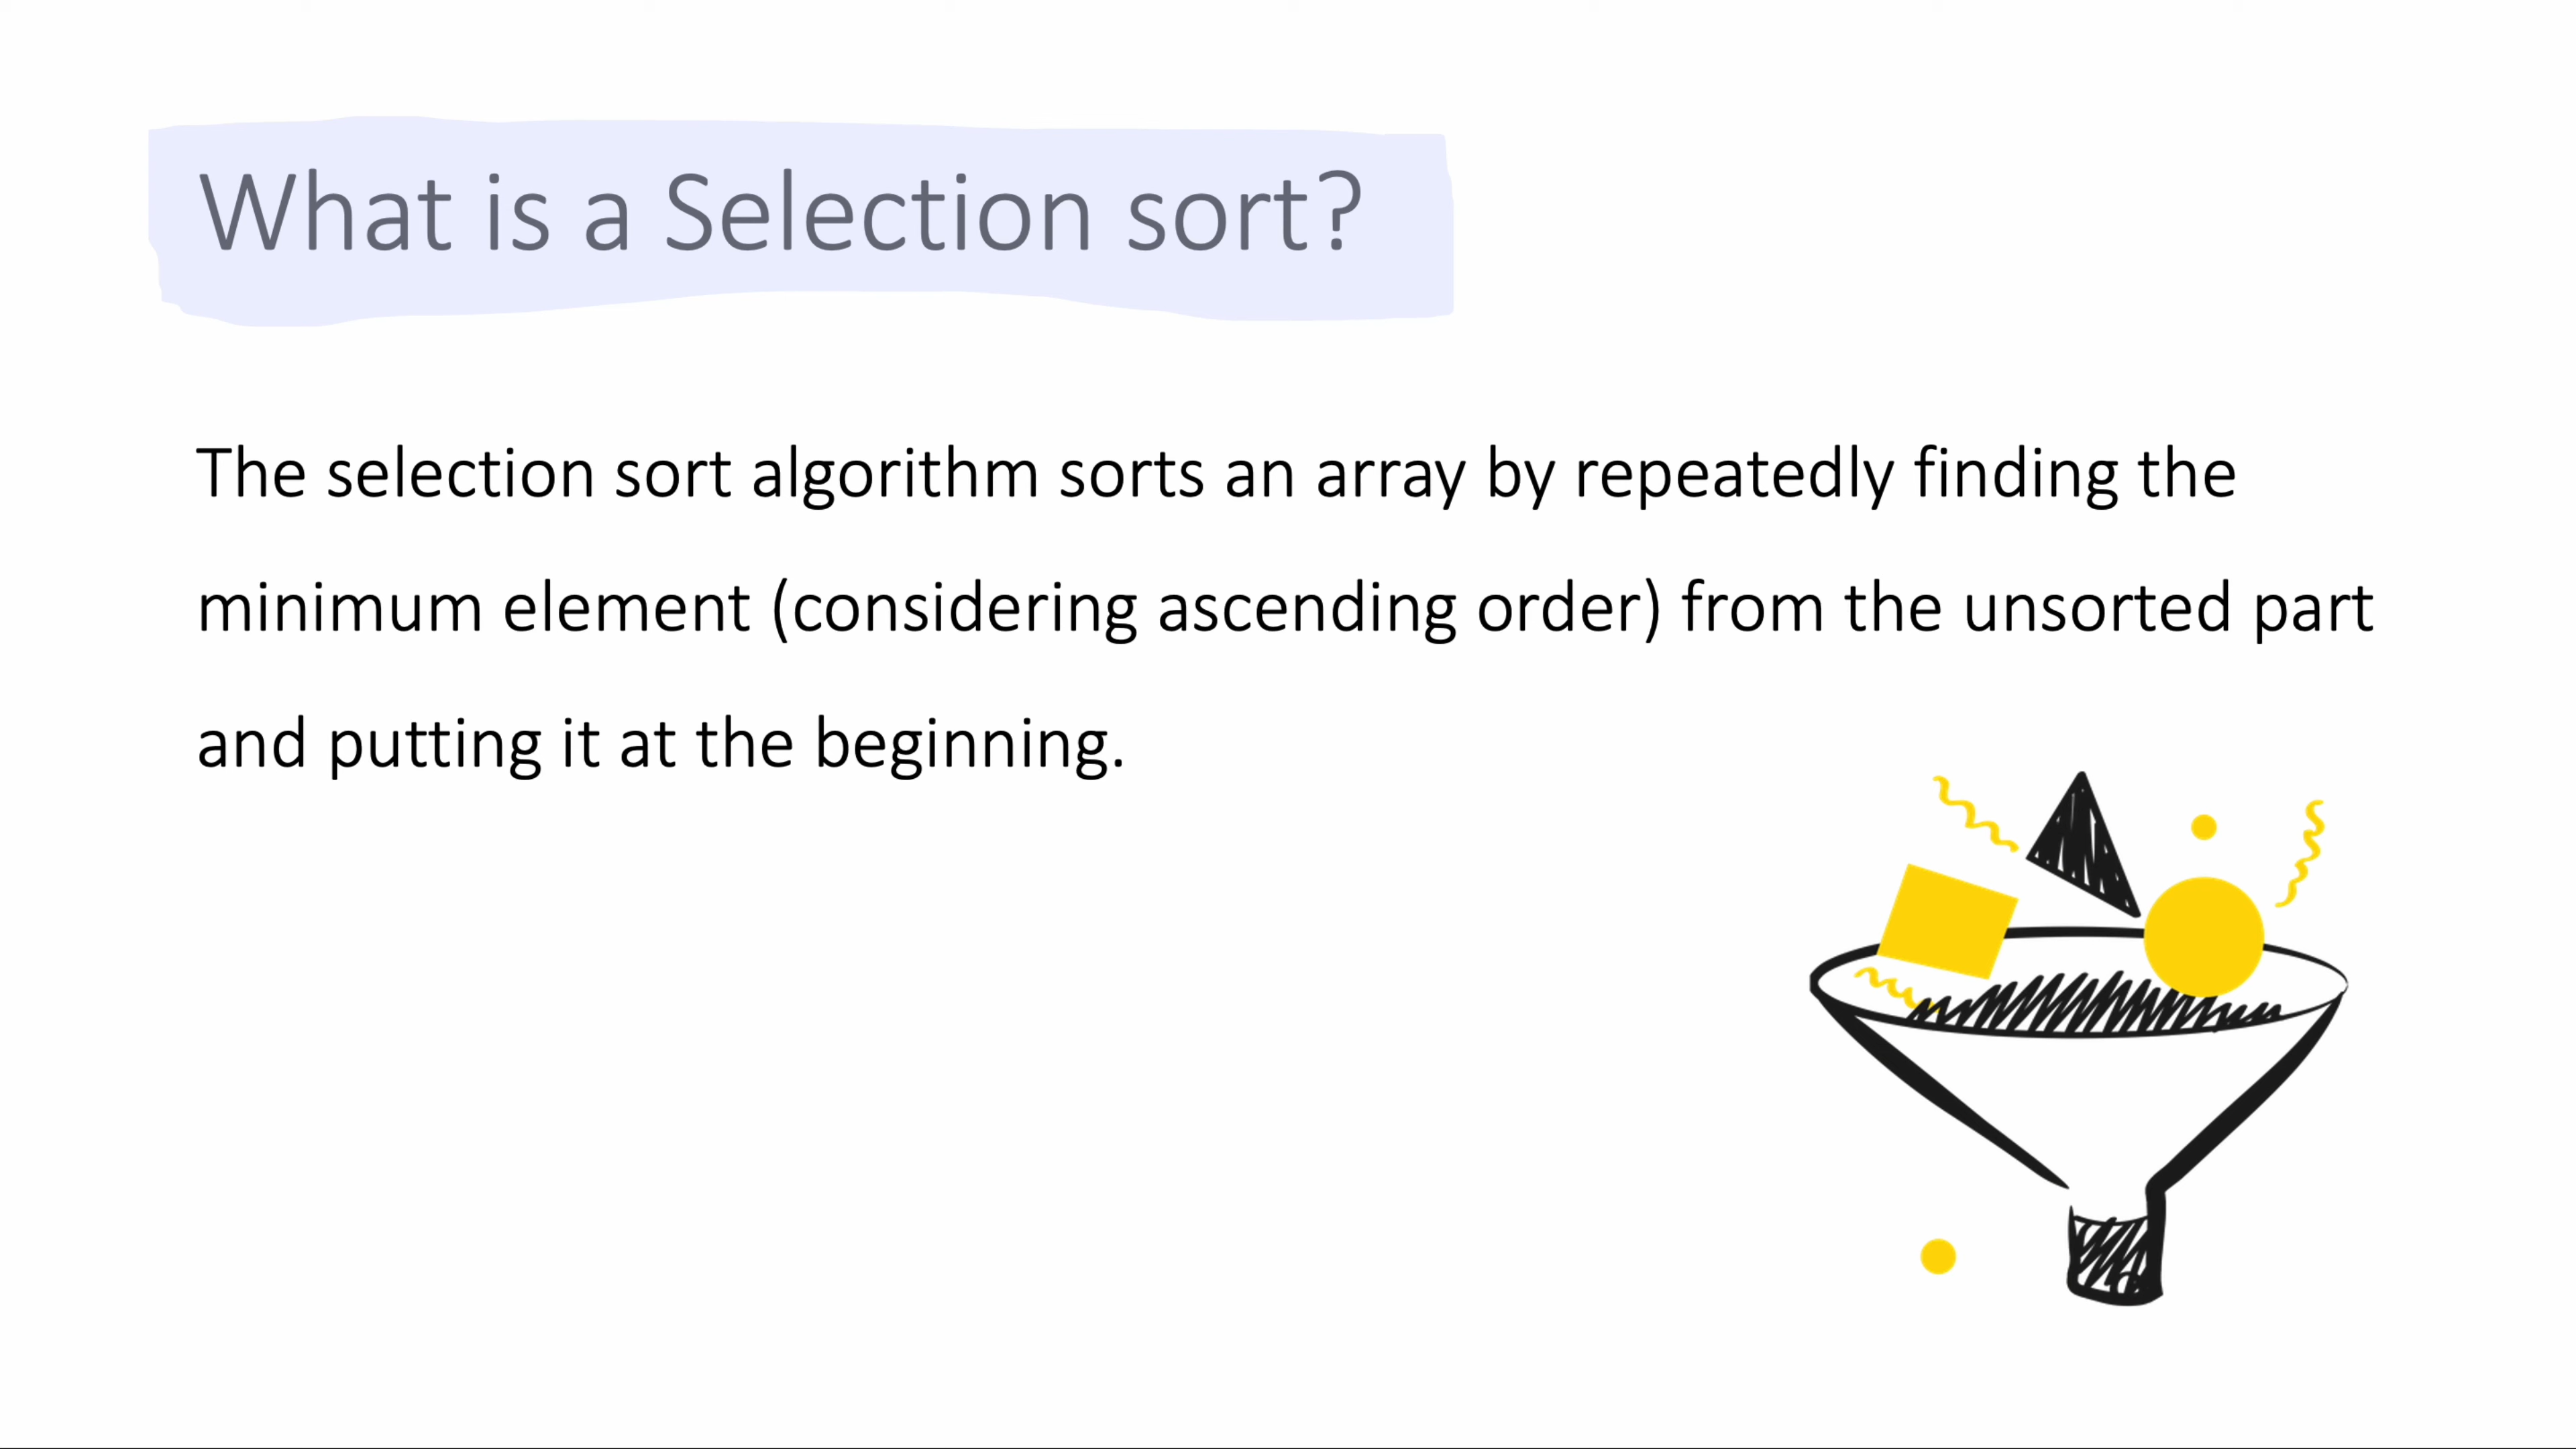 What is a Selection sort?
The selection sort algorithm sorts an array by repeatedly finding the
minimum element (considering ascending order) from the unsorted part
and putting it at the beginning.